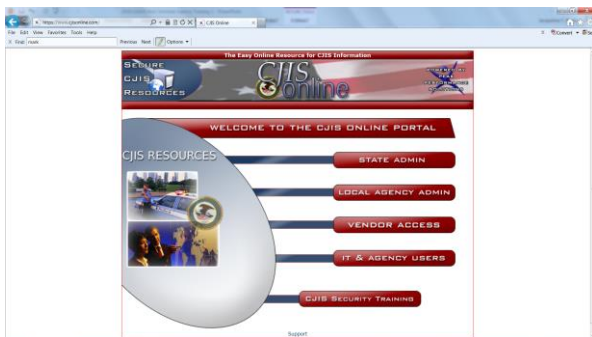 CJIS Online
File Edit View Favorites Tools Help
Convert
Find: mark
Previous Next Options
The Easy Online Resource for CJIS Information
SECURE
CJIS
RESOURCES
CJIS
Online
WELCOME TO THE CJIS ONLINE PORTAL
CJIS RESOURCES
STATE ADMIN
LOCAL AGENCY ADMIN
VENDOR ACCESS
IT & AGENCY USERS
CJIS SECURITY TRAINING
Support